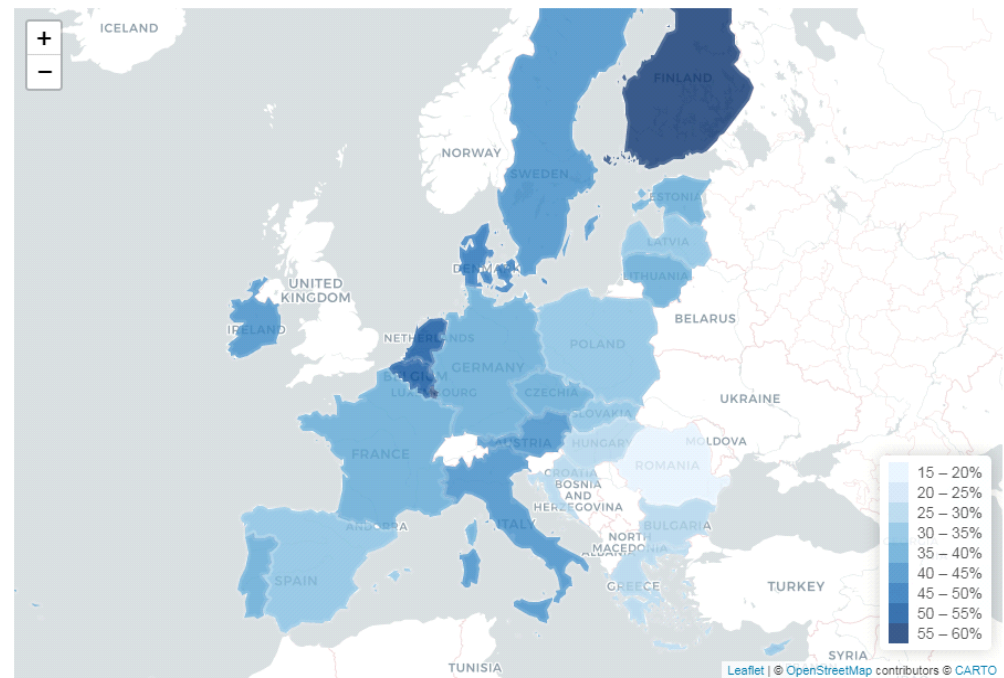 +
−
ICELAND
FINLAND
NORWAY
SWEDEN
ESTONIA
LATVIA
DENMARK
LITHUANIA
UNITED
KINGDOM
BELARUS
IRELAND
NETHERLANDS
POLAND
GERMANY
BELGIUM
LUXEMBOURG
CZECHIA
UKRAINE
SLOVAKIA
AUSTRIA
HUNGARY
MOLDOVA
FRANCE
ROMANIA
CROATIA
BOSNIA
AND
HERZEGOVINA
ANDORRA
ITALY
BULGARIA
NORTH
MACEDONIA
ALBANIA
SPAIN
GREECE
TURKEY
SYRIA
TUNISIA
15 – 20%
20 – 25%
25 – 30%
30 – 35%
35 – 40%
40 – 45%
45 – 50%
50 – 55%
55 – 60%
Leaflet | © OpenStreetMap contributors © CARTO